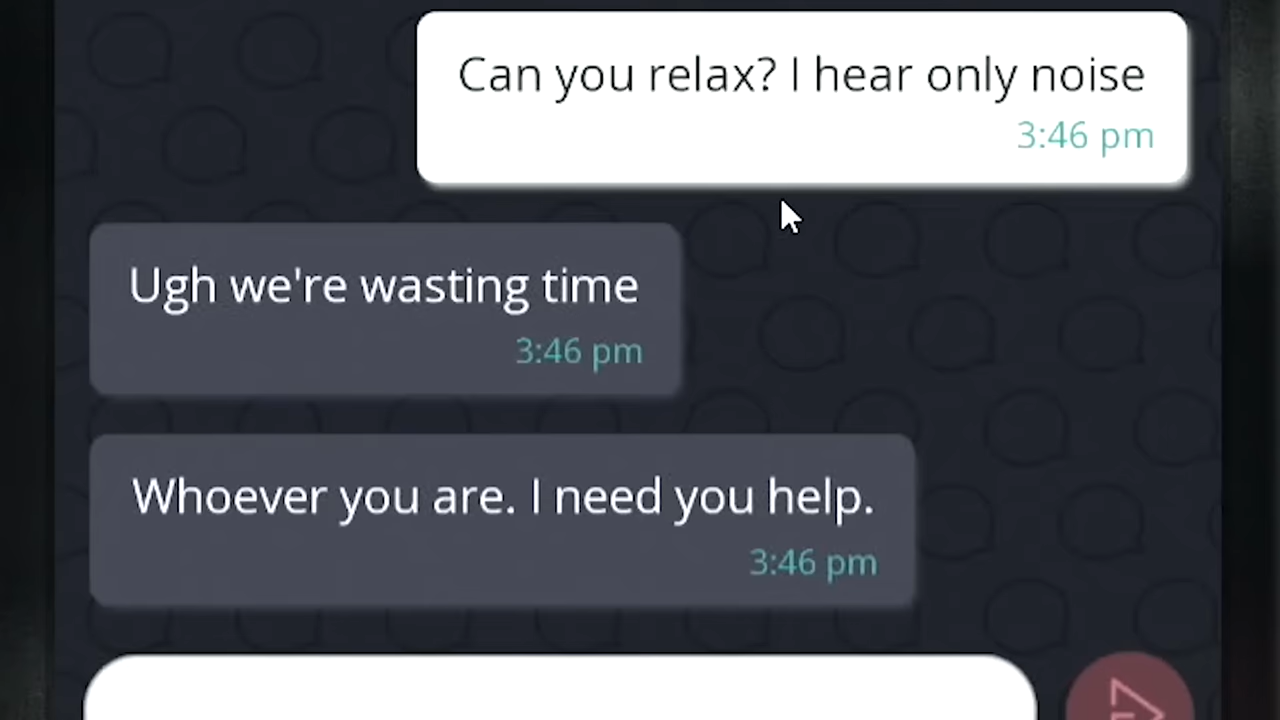 Can you relax? I hear only noise
3:46 pm
Ugh we're wasting time
3:46 pm
Whoever you are. I need you help.
3:46 pm